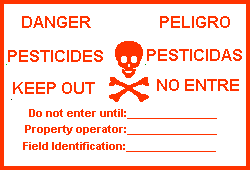 DANGER PELIGRO
PESTICIDES PESTICIDAS
KEEP OUT NO ENTRE
Do not enter until:
Property operator:
Field Identification: